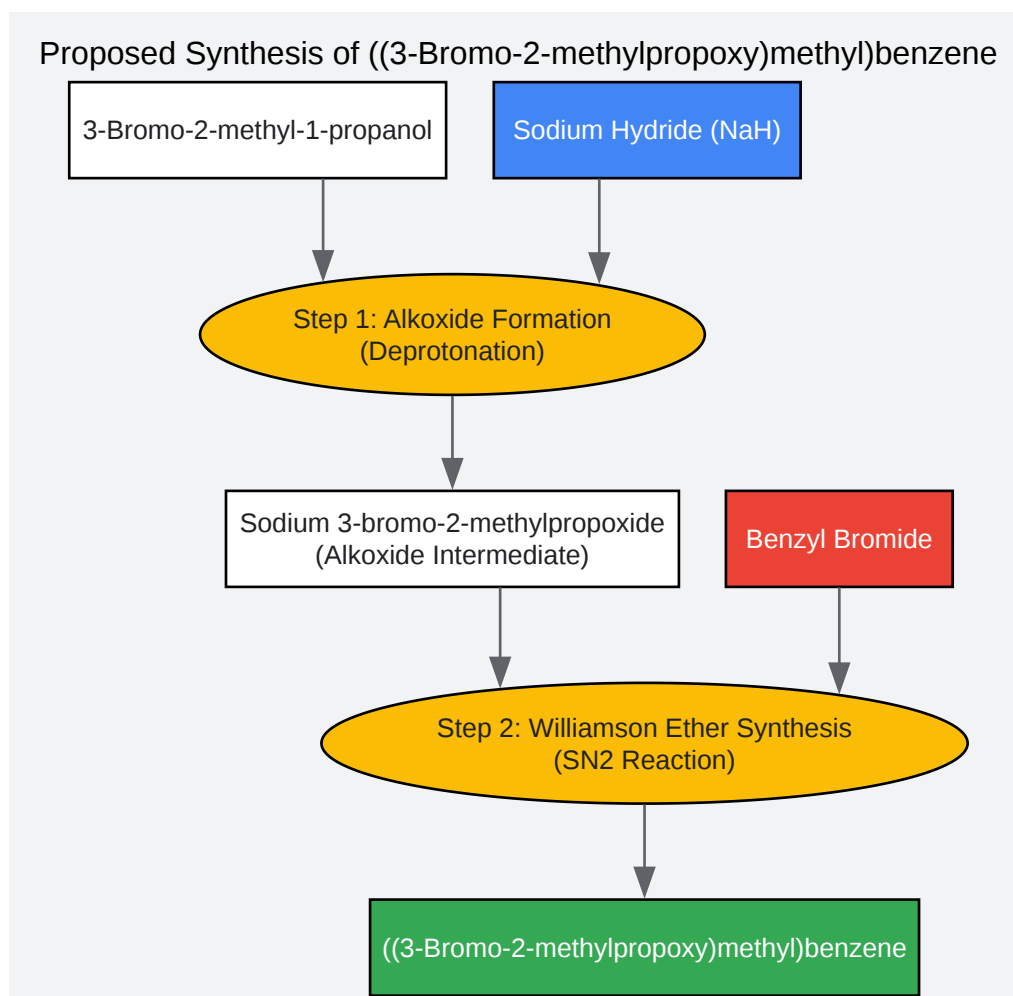 Proposed Synthesis of ((3-Bromo-2-methylpropoxy)methyl)benzene
3-Bromo-2-methyl-1-propanol
Sodium Hydride (NaH)
Step 1: Alkoxide Formation
(Deprotonation)
Sodium 3-bromo-2-methylpropoxide
(Alkoxide Intermediate)
Benzyl Bromide
Step 2: Williamson Ether Synthesis
(SN2 Reaction)
((3-Bromo-2-methylpropoxy)methyl)benzene